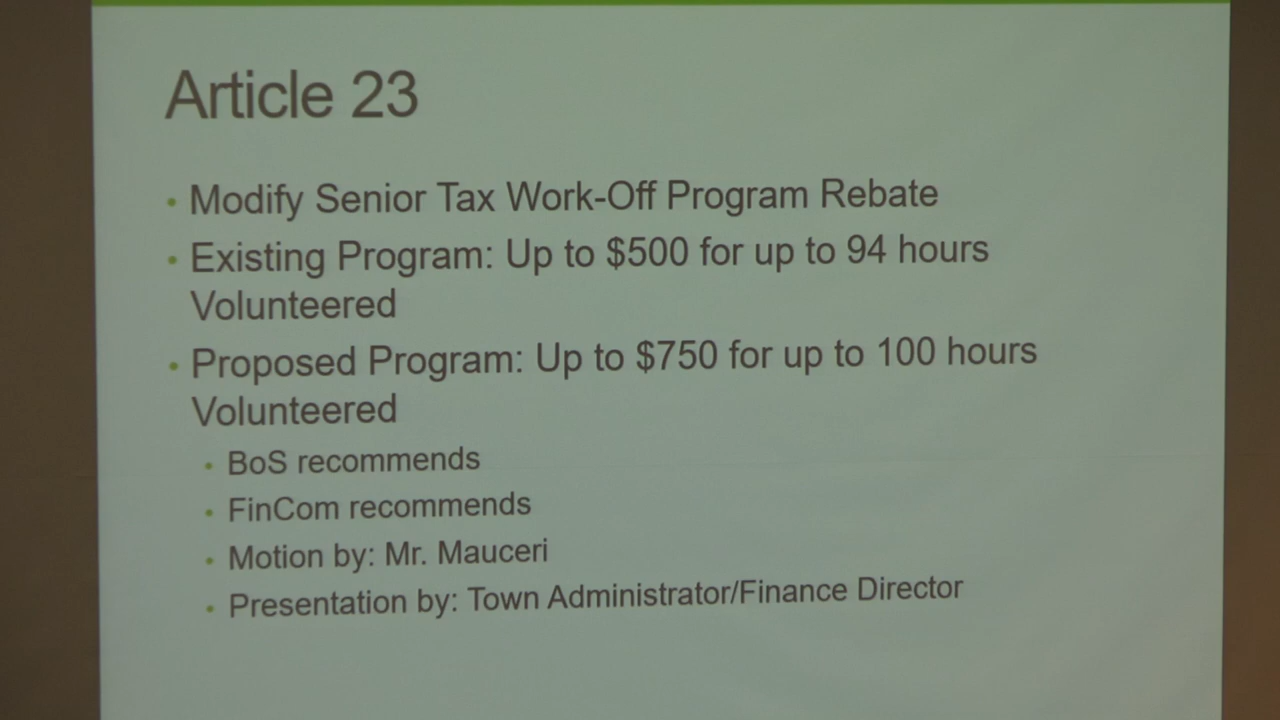 Article 23
• Modify Senior Tax Work-Off Program Rebate
• Existing Program: Up to $500 for up to 94 hours
Volunteered
• Proposed Program: Up to $750 for up to 100 hours
Volunteered
• BoS recommends
• FinCom recommends
• Motion by: Mr. Mauceri
• Presentation by: Town Administrator/Finance Director